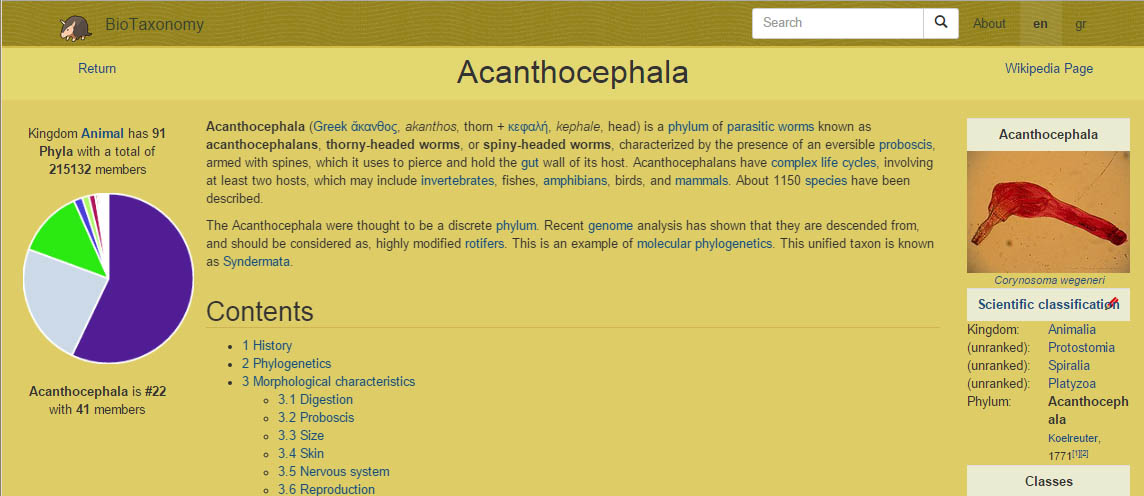 BioTaxonomy
Search
About
en
gr
Return
Acanthocephala
Wikipedia Page
Kingdom Animal has 91
Phyla with a total of
215132 members
Acanthocephala is #22
with 41 members
Acanthocephala (Greek ἄκανθος, akanthos, thorn + κεφαλή, kephale, head) is a phylum of parasitic worms known as
acanthocephalans, thorny-headed worms, or spiny-headed worms, characterized by the presence of an eversible proboscis,
armed with spines, which it uses to pierce and hold the gut wall of its host. Acanthocephalans have complex life cycles, involving
at least two hosts, which may include invertebrates, fishes, amphibians, birds, and mammals. About 1150 species have been
described.
The Acanthocephala were thought to be a discrete phylum. Recent genome analysis has shown that they are descended from,
and should be considered as, highly modified rotifers. This is an example of molecular phylogenetics. This unified taxon is known
as Syndermata.
Contents
1 History
2 Phylogenetics
3 Morphological characteristics
3.1 Digestion
3.2 Proboscis
3.3 Size
3.4 Skin
3.5 Nervous system
3.6 Reproduction
Acanthocephala
Corynosoma wegeneri
Scientific classification
Kingdom: Animalia
(unranked): Protostomia
(unranked): Spiralia
(unranked): Platyzoa
Phylum: Acanthoceph
ala
Koelreuter,
1771[1][2]
Classes